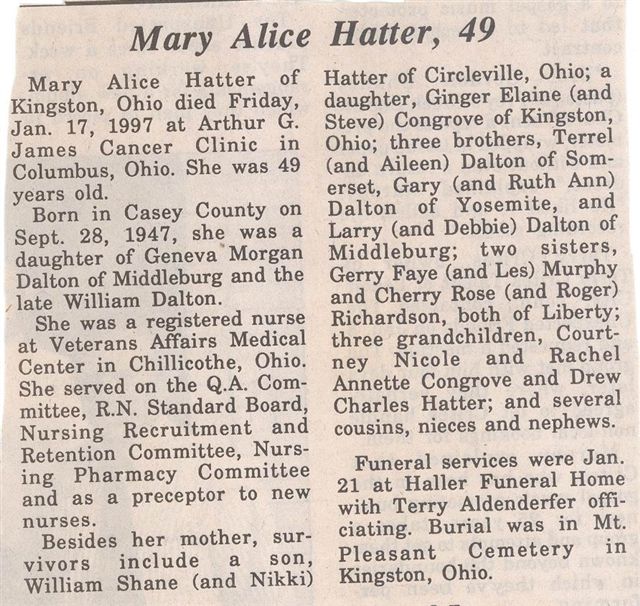 Mary Alice Hatter, 49
Mary Alice Hatter of
Kingston, Ohio died Friday,
Jan. 17, 1997 at Arthur G.
James Cancer Clinic in
Columbus, Ohio. She was 49
years old.
Born in Casey County on
Sept. 28, 1947, she was a
daughter of Geneva Morgan
Dalton of Middleburg and the
late William Dalton.
She was a registered nurse
at Veterans Affairs Medical
Center in Chillicothe, Ohio.
She served on the Q.A. Com-
mittee, R.N. Standard Board,
Nursing Recruitment and
Retention Committee, Nurs-
ing Pharmacy Committee
and as a preceptor to new
nurses.
Besides her mother, sur-
vivors include a son,
William Shane (and Nikki)
Hatter of Circleville, Ohio; a
daughter, Ginger Elaine (and
Steve) Congrove of Kingston,
Ohio; three brothers, Terrel
(and Aileen) Dalton of Som-
erset, Gary (and Ruth Ann)
Dalton of Yosemite, and
Larry (and Debbie) Dalton of
Middleburg; two sisters,
Gerry Faye (and Les) Murphy
and Cherry Rose (and Roger)
Richardson, both of Liberty;
three grandchildren, Court-
ney Nicole and Rachel
Annette Congrove and Drew
Charles Hatter; and several
cousins, nieces and nephews.
Funeral services were Jan.
21 at Haller Funeral Home
with Terry Aldenderfer offi-
ciating. Burial was in Mt.
Pleasant Cemetery in
Kingston, Ohio.